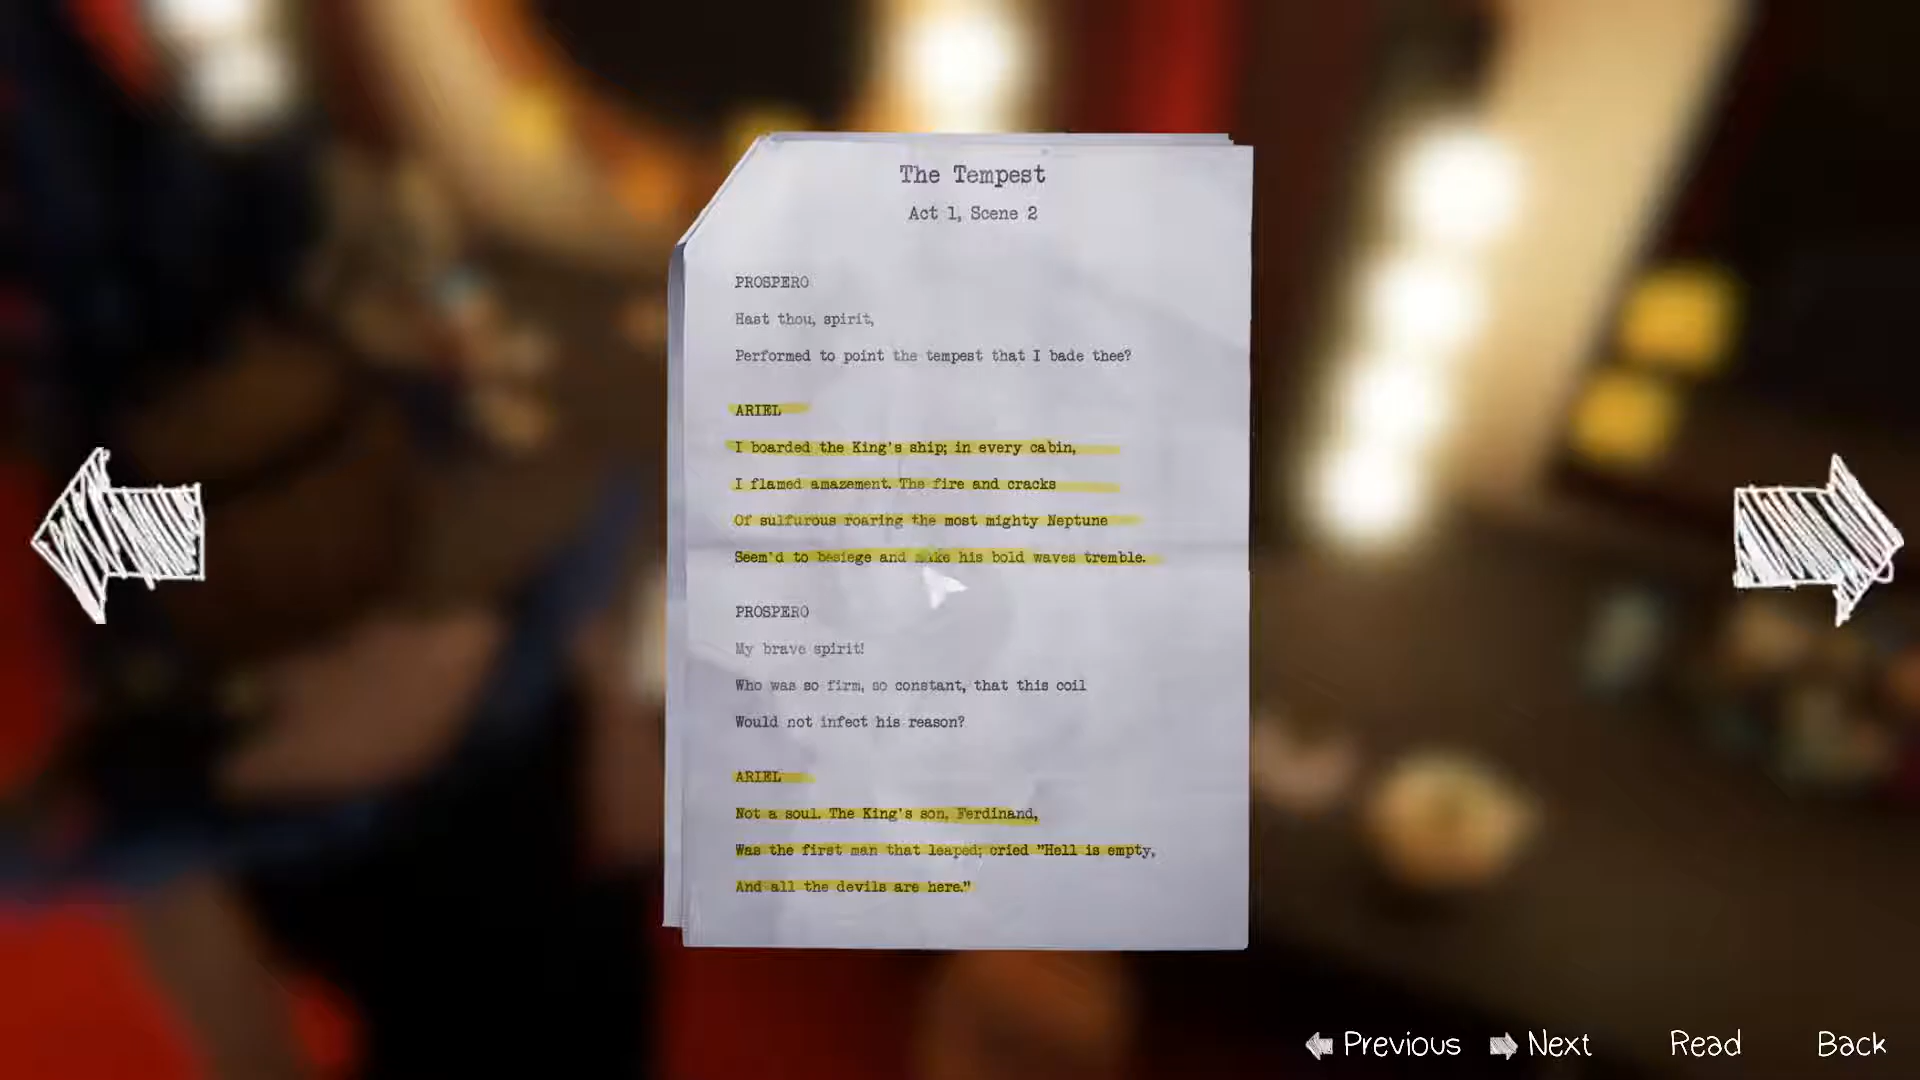 The Tempest
Act 1, Scene 2
PROSPERO
Hast thou, spirit,
Performed to point the tempest that I bade thee?
ARIEL
I boarded the King's ship; in every cabin,
I flamed amazement. The fire and cracks
Of sulfurous roaring the most mighty Neptune
Seem'd to besiege and make his bold waves tremble.
PROSPERO
My brave spirit!
Who was so firm, so constant, that this coil
Would not infect his reason?
ARIEL
Not a soul. The King's son, Ferdinand,
Was the first man that leaped; cried "Hell is empty,
And all the devils are here."
Previous Next Read Back